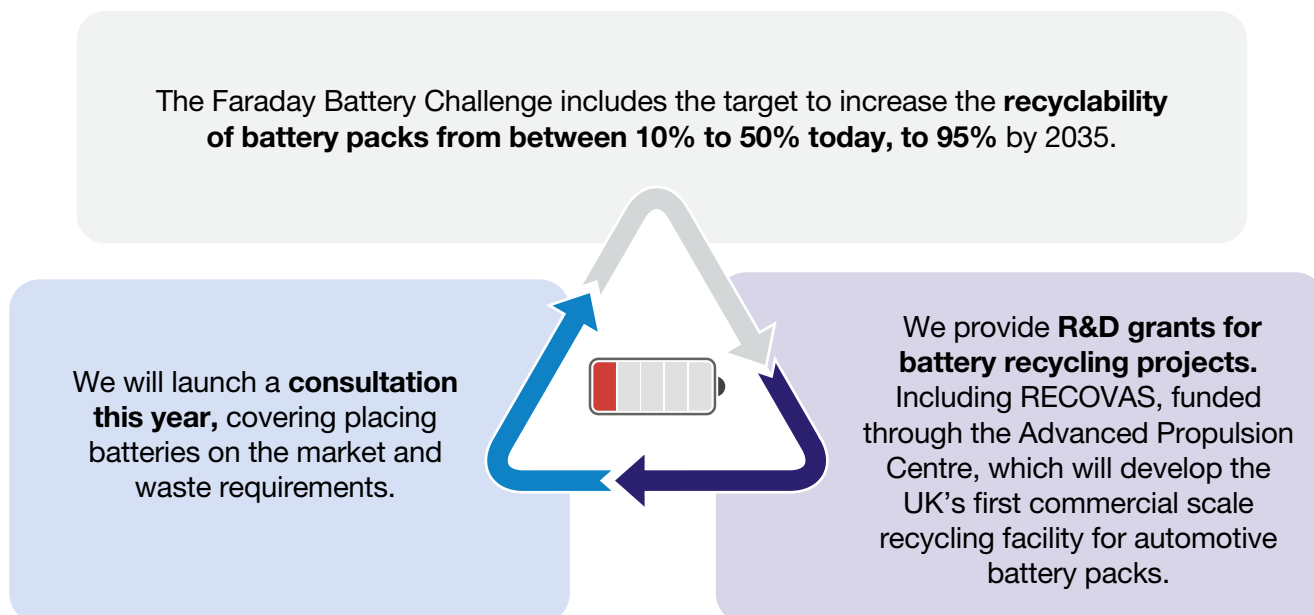 The Faraday Battery Challenge includes the target to increase the recyclability
of battery packs from between 10% to 50% today, to 95% by 2035.
We will launch a consultation
this year, covering placing
batteries on the market and
waste requirements.
We provide R&D grants for
battery recycling projects.
Including RECOVAS, funded
through the Advanced Propulsion
Centre, which will develop the
UK’s first commercial scale
recycling facility for automotive
battery packs.